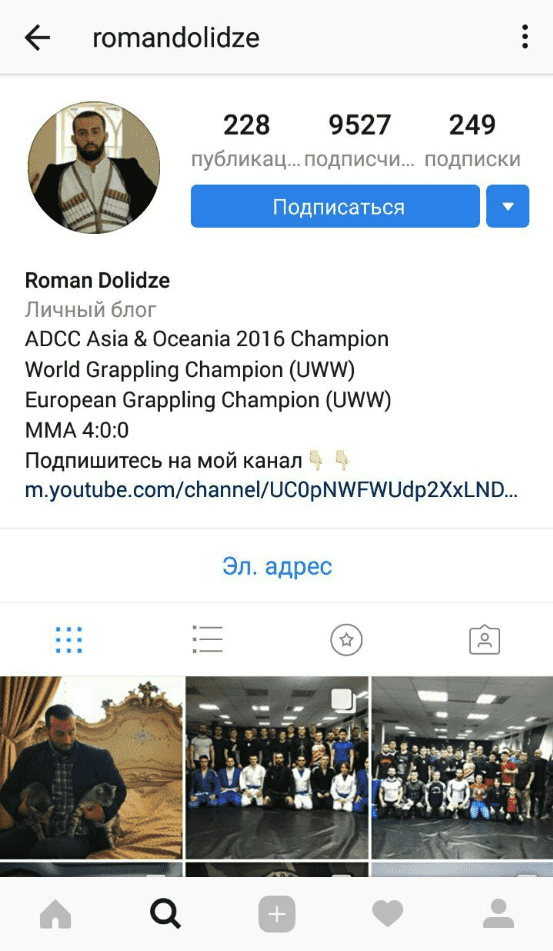 romandolidze
228 9527 249
публикац... подписчи... подписки
Подписаться
Roman Dolidze
Личный блог
ADCC Asia & Oceania 2016 Champion
World Grappling Champion (UWW)
European Grappling Champion (UWW)
MMA 4:0:0
Подпишитесь на мой канал👇🏻 👇🏻
m.youtube.com/channel/UC0pNWFWUdp2XxLND...
Эл. адрес